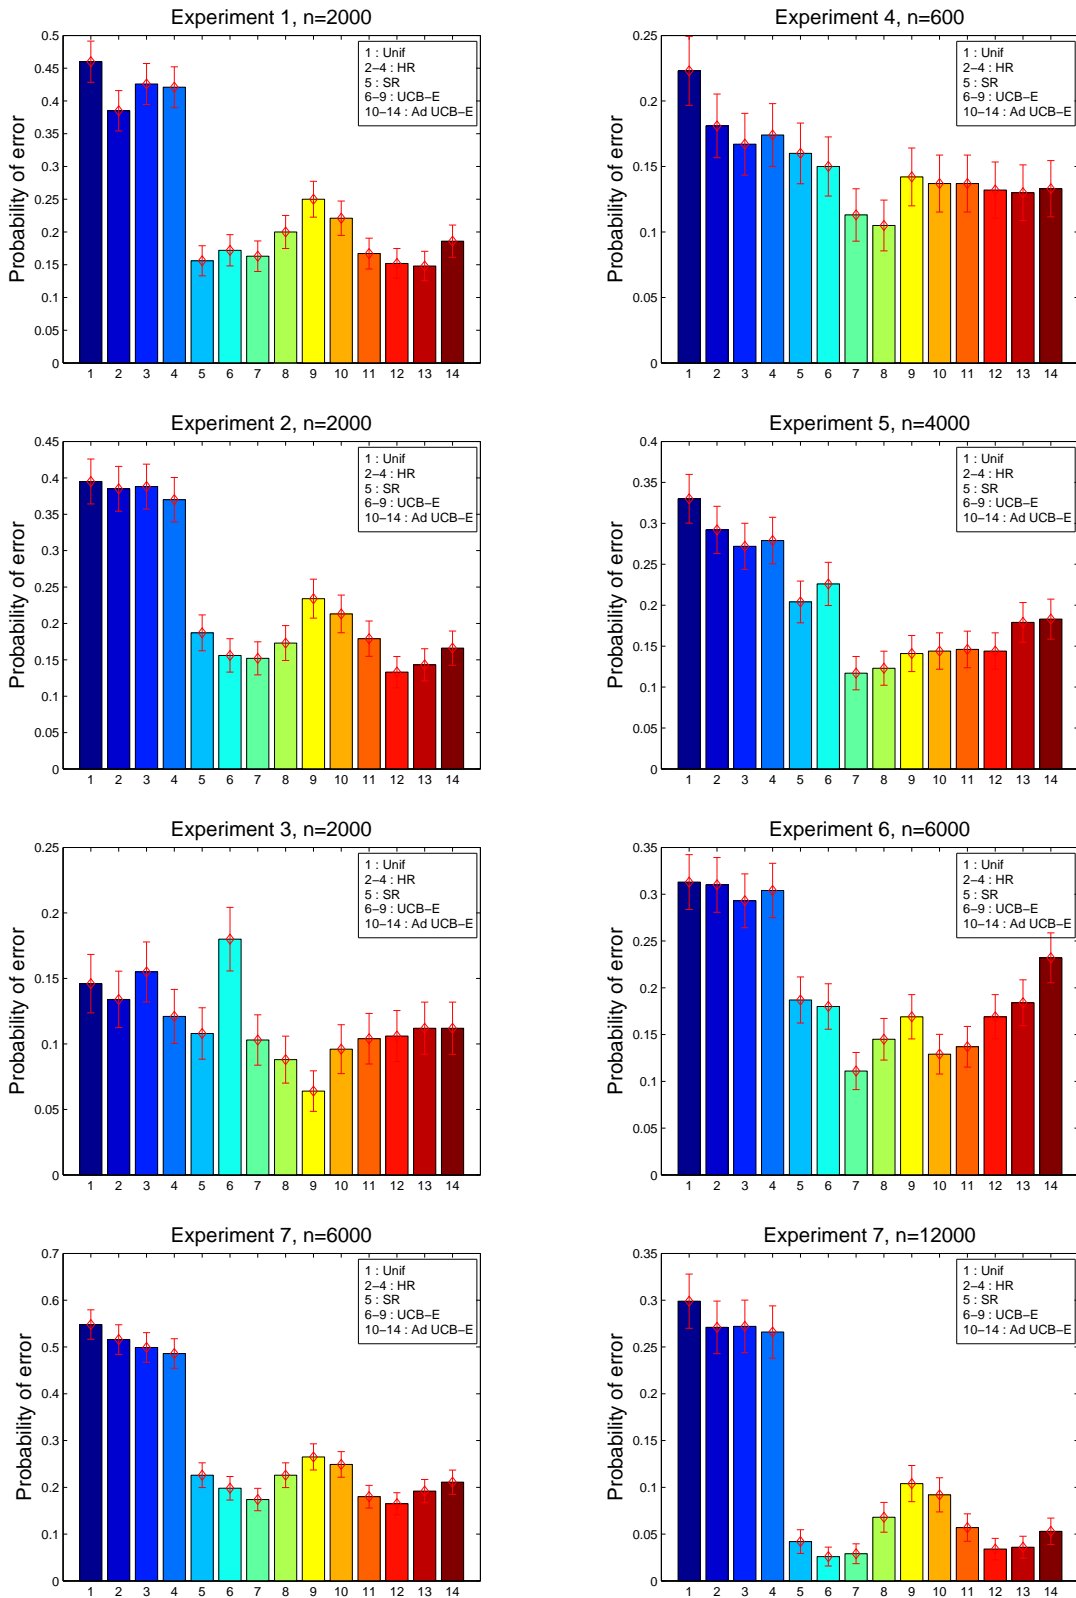 Experiment 1, n=2000
Probability of error
0.5
0.45
0.4
0.35
0.3
0.25
0.2
0.15
0.1
0.05
0
1 2 3 4 5 6 7 8 9 10 11 12 13 14
1 : Unif
2−4 : HR
5 : SR
6−9 : UCB−E
10−14 : Ad UCB−E
Experiment 4, n=600
Probability of error
0.25
0.2
0.15
0.1
0.05
0
1 2 3 4 5 6 7 8 9 10 11 12 13 14
1 : Unif
2−4 : HR
5 : SR
6−9 : UCB−E
10−14 : Ad UCB−E
Experiment 2, n=2000
Probability of error
0.45
0.4
0.35
0.3
0.25
0.2
0.15
0.1
0.05
0
1 2 3 4 5 6 7 8 9 10 11 12 13 14
1 : Unif
2−4 : HR
5 : SR
6−9 : UCB−E
10−14 : Ad UCB−E
Experiment 5, n=4000
Probability of error
0.4
0.35
0.3
0.25
0.2
0.15
0.1
0.05
0
1 2 3 4 5 6 7 8 9 10 11 12 13 14
1 : Unif
2−4 : HR
5 : SR
6−9 : UCB−E
10−14 : Ad UCB−E
Experiment 3, n=2000
Probability of error
0.25
0.2
0.15
0.1
0.05
0
1 2 3 4 5 6 7 8 9 10 11 12 13 14
1 : Unif
2−4 : HR
5 : SR
6−9 : UCB−E
10−14 : Ad UCB−E
Experiment 6, n=6000
Probability of error
0.35
0.3
0.25
0.2
0.15
0.1
0.05
0
1 2 3 4 5 6 7 8 9 10 11 12 13 14
1 : Unif
2−4 : HR
5 : SR
6−9 : UCB−E
10−14 : Ad UCB−E
Experiment 7, n=6000
Probability of error
0.7
0.6
0.5
0.4
0.3
0.2
0.1
0
1 2 3 4 5 6 7 8 9 10 11 12 13 14
1 : Unif
2−4 : HR
5 : SR
6−9 : UCB−E
10−14 : Ad UCB−E
Experiment 7, n=12000
Probability of error
0.35
0.3
0.25
0.2
0.15
0.1
0.05
0
1 2 3 4 5 6 7 8 9 10 11 12 13 14
1 : Unif
2−4 : HR
5 : SR
6−9 : UCB−E
10−14 : Ad UCB−E